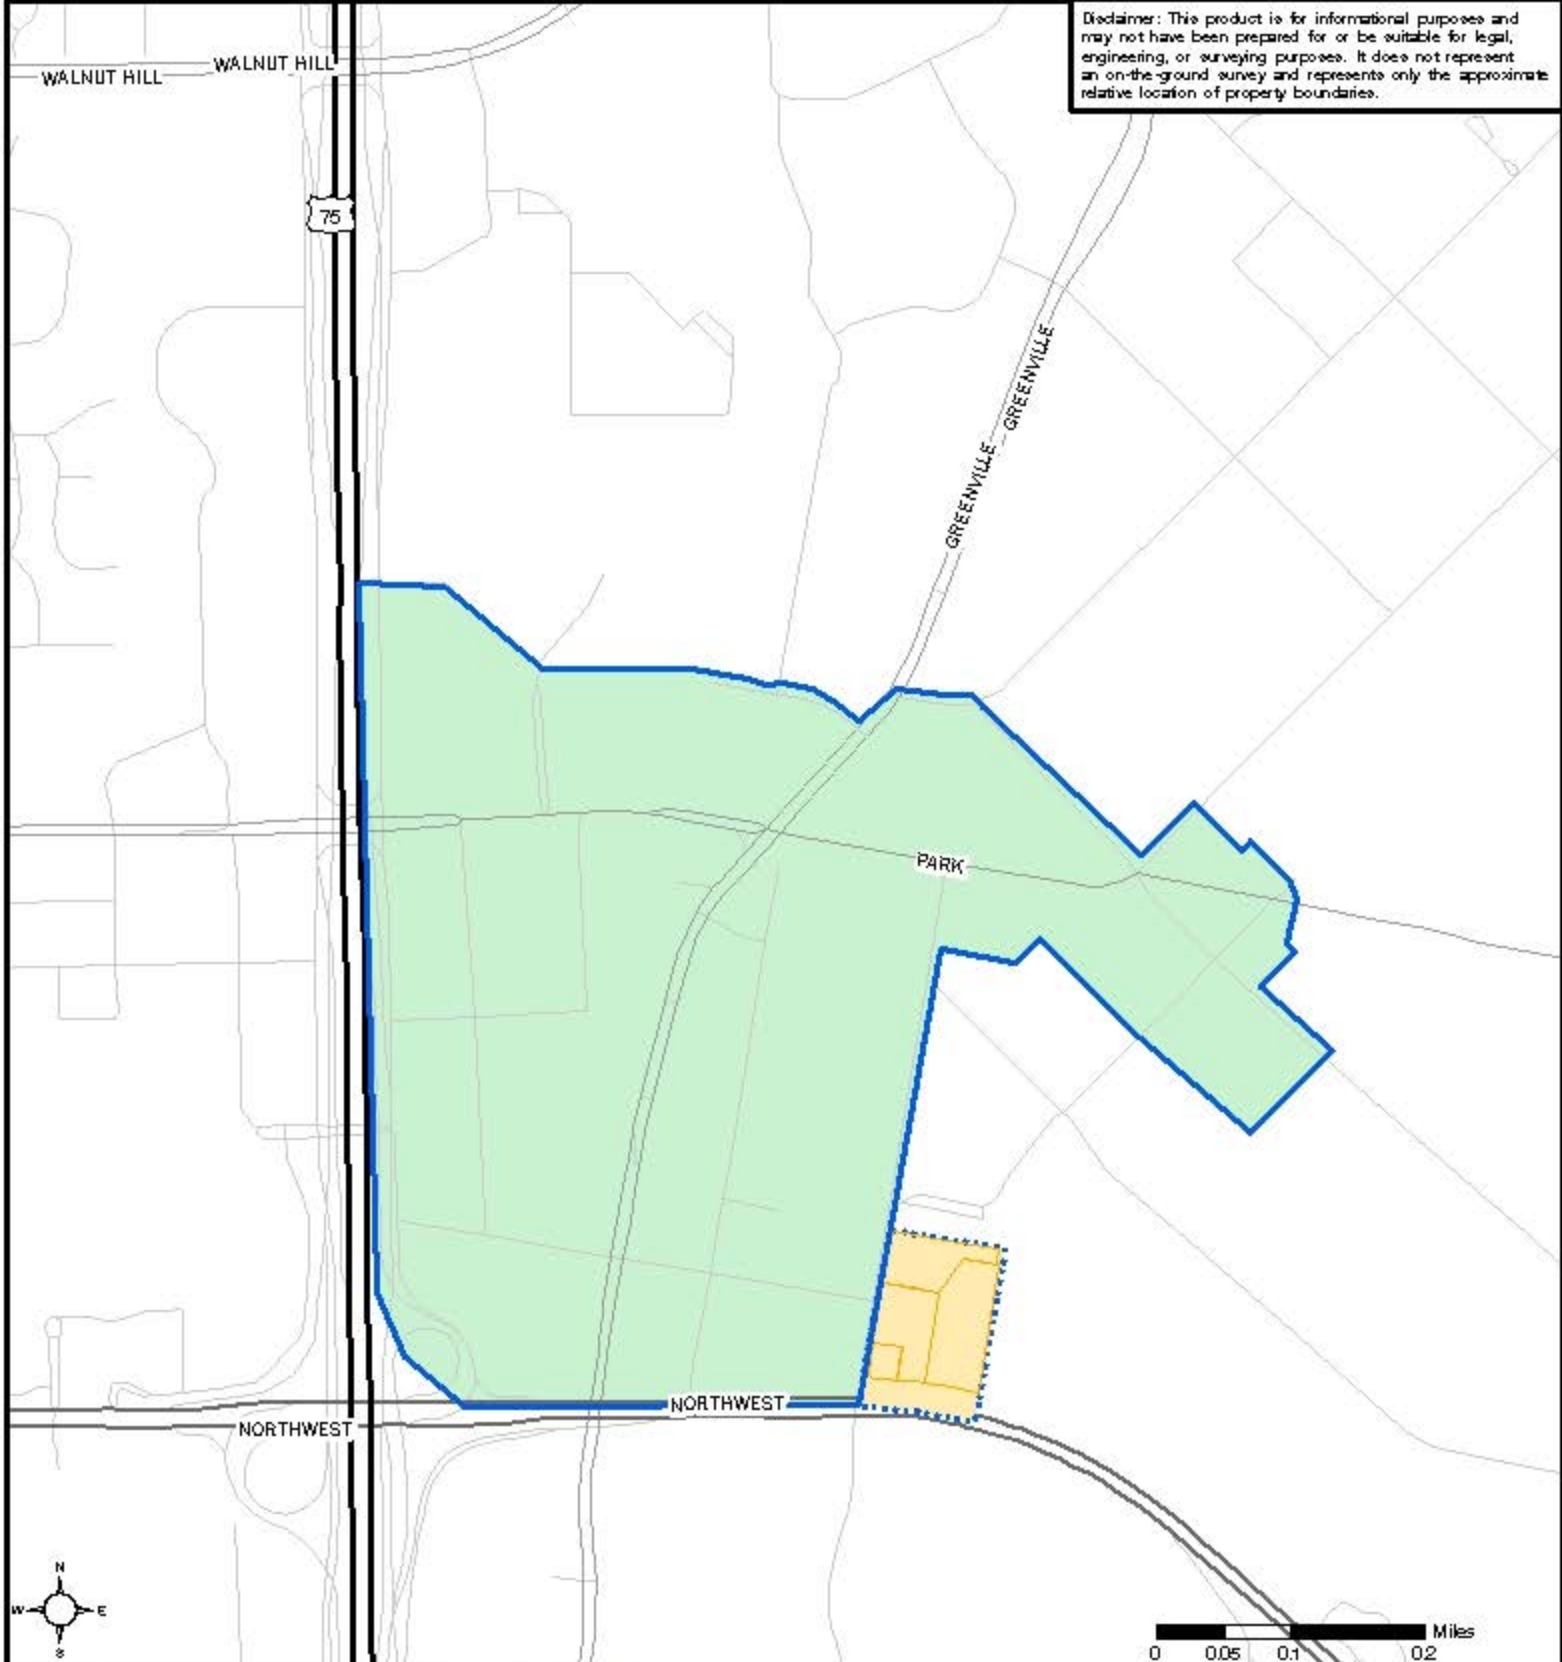 Disclaimer: This product is for informational purposes and
may not have been prepared for or be suitable for legal,
engineering, or surveying purposes. It does not represent
an on-the-ground survey and represents only the approximate
relative location of property boundaries.
WALNUT HILL
WALNUT HILL
75
GREENVILLE
GREENVILLE
PARK
NORTHWEST
NORTHWEST
N
W
E
S
Miles
0 0.05 0.1 0.2